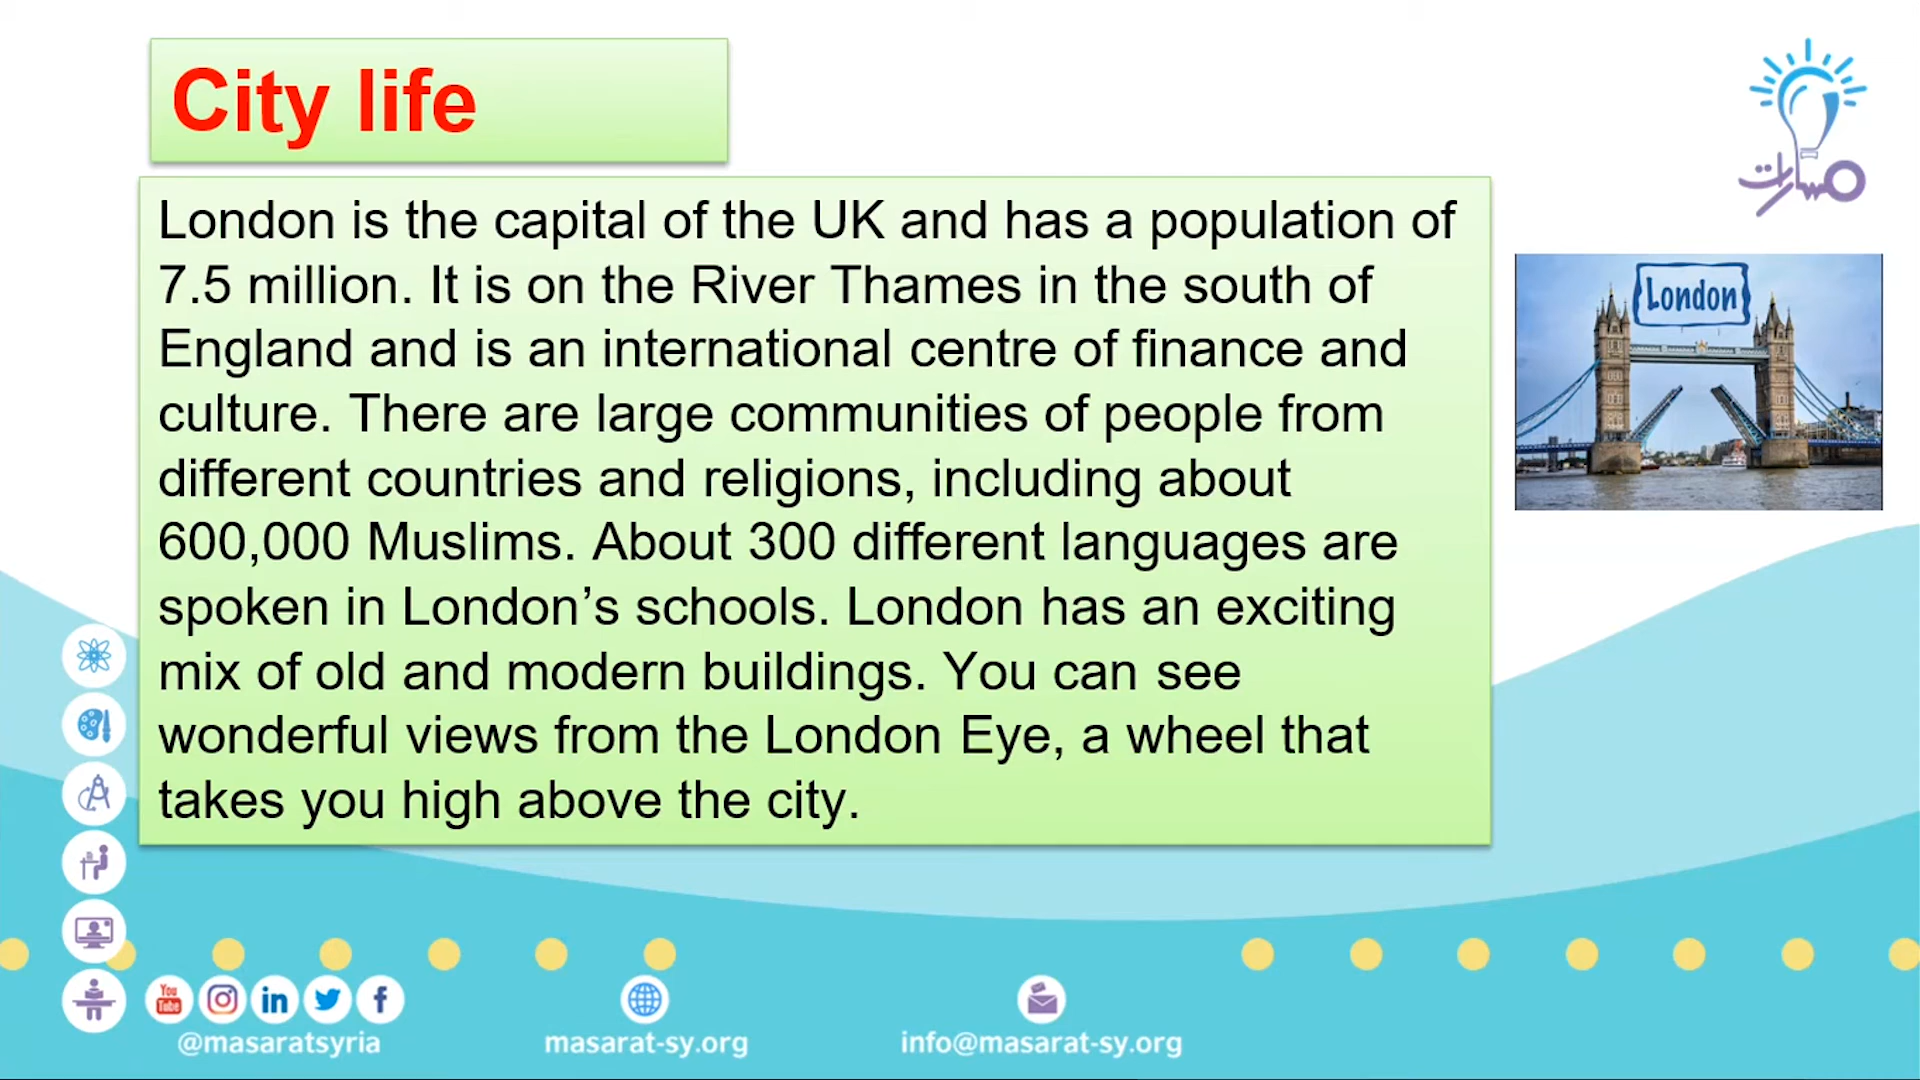 City life
مسارات
London is the capital of the UK and has a population of
7.5 million. It is on the River Thames in the south of
England and is an international centre of finance and
culture. There are large communities of people from
different countries and religions, including about
600,000 Muslims. About 300 different languages are
spoken in London’s schools. London has an exciting
mix of old and modern buildings. You can see
wonderful views from the London Eye, a wheel that
takes you high above the city.
London
You
Tube
@masaratsyria
masarat-sy.org
info@masarat-sy.org